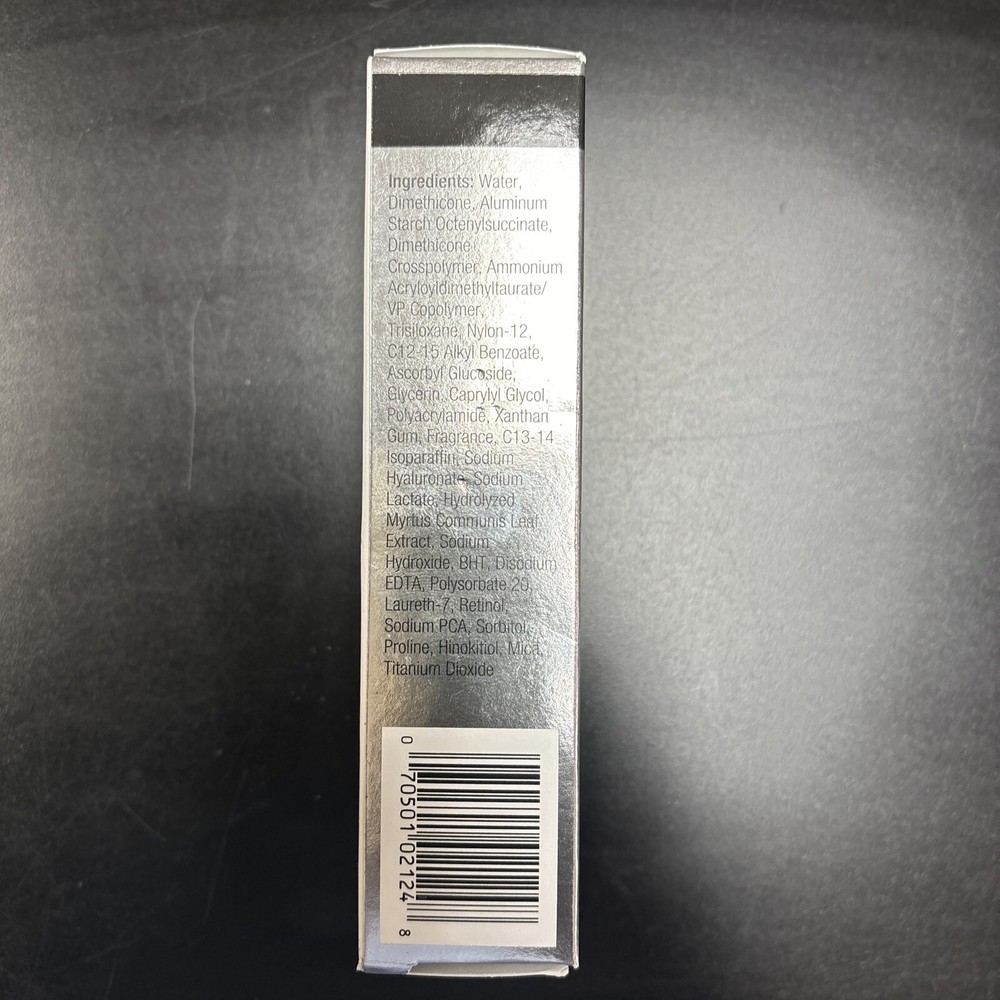 Ingredients: Water,
Dimethicone, Aluminum
Starch Octenylsuccinate,
Dimethicone
Crosspolymer, Ammonium
Acryloyldimethyltaurate/
VP Copolymer,
Trisiloxane, Nylon-12,
C12-15 Alkyl Benzoate,
Ascorbyl Glucoside,
Glycerin, Caprylyl Glycol,
Polyacrylamide, Xanthan
Gum, Fragrance, C13-14
Isoparaffin, Sodium
Hyaluronate, Sodium
Lactate, Hydrolyzed
Myrtus Communis Leaf
Extract, Sodium
Hydroxide, BHT, Disodium
EDTA, Polysorbate 20,
Laureth-7, Retinol,
Sodium PCA, Sorbitol,
Proline, Hinokitiol, Mica,
Titanium Dioxide
0 70501 02124 8